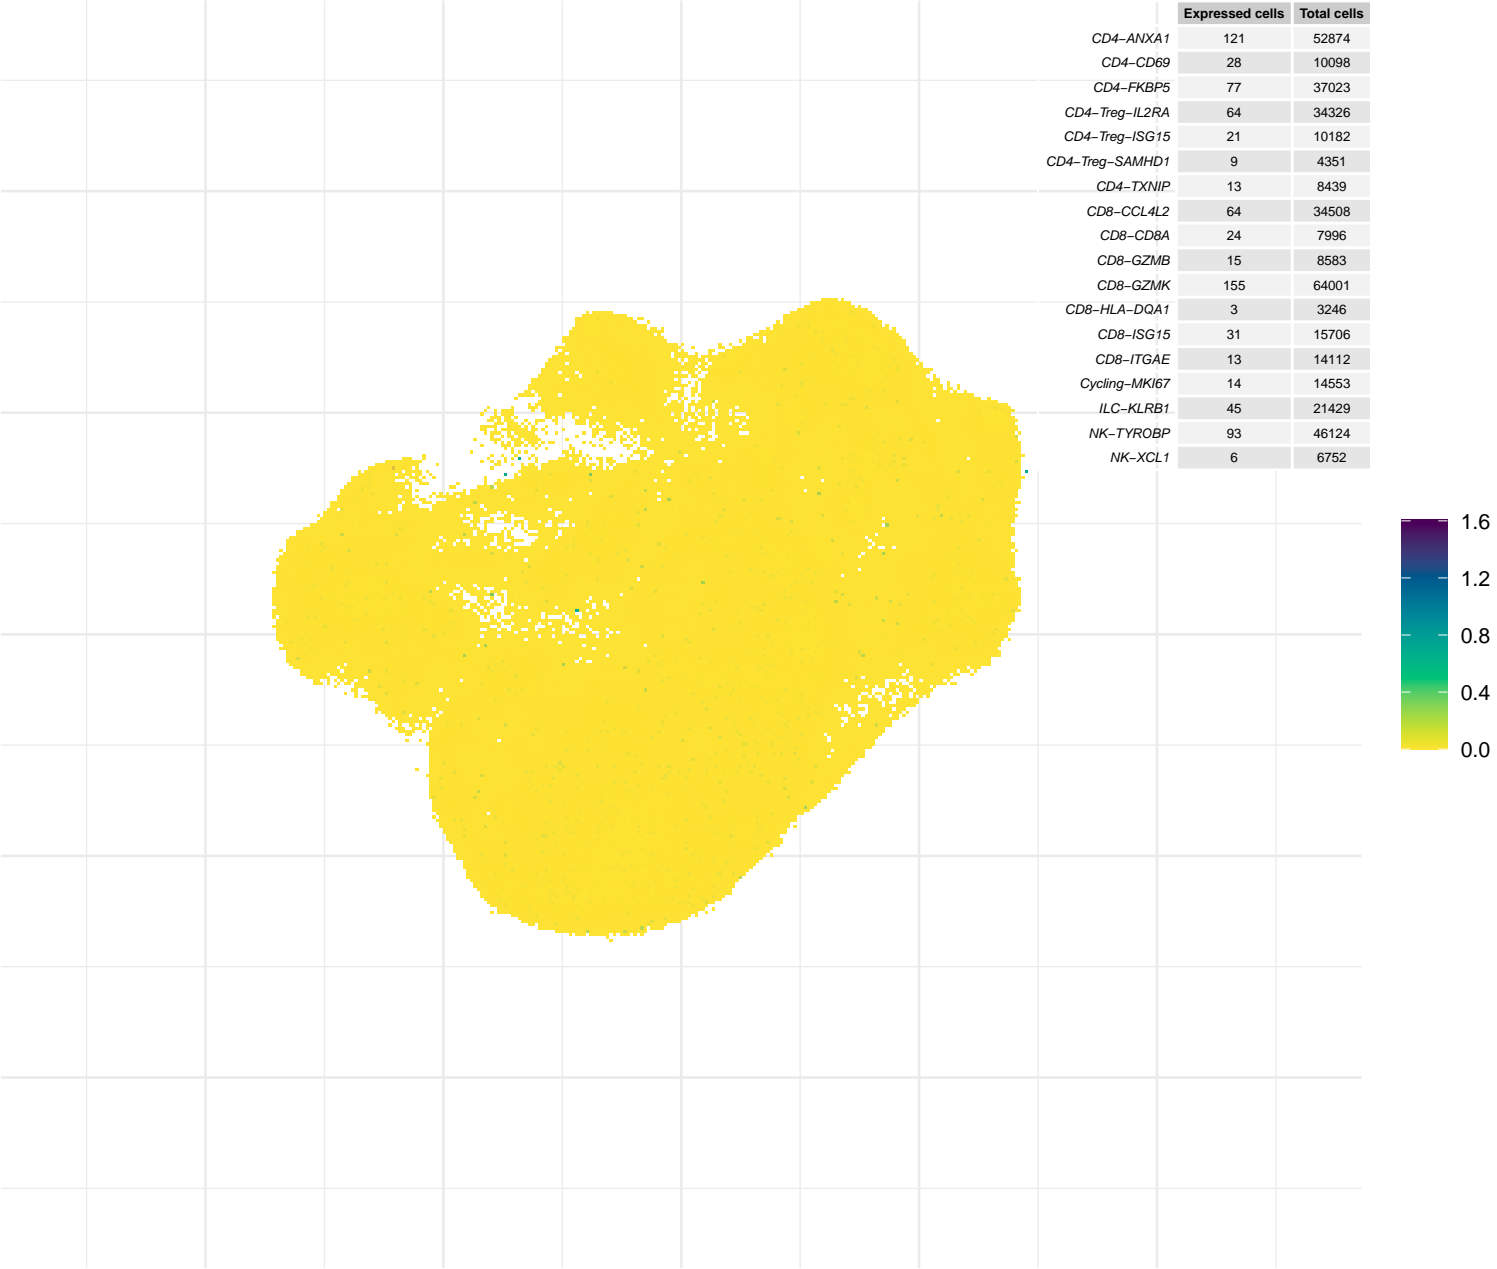 Expressed cells Total cells
CD4−ANXA1 121 52874
CD4−CD69 28 10098
CD4−FKBP5 77 37023
CD4−Treg−IL2RA 64 34326
CD4−Treg−ISG15 21 10182
CD4−Treg−SAMHD1 9 4351
CD4−TXNIP 13 8439
CD8−CCL4L2 64 34508
CD8−CD8A 24 7996
CD8−GZMB 15 8583
CD8−GZMK 155 64001
CD8−HLA−DQA1 3 3246
CD8−ISG15 31 15706
CD8−ITGAE 13 14112
Cycling−MKI67 14 14553
ILC−KLRB1 45 21429
NK−TYROBP 93 46124
NK−XCL1 6 6752
1.6
1.2
0.8
0.4
0.0